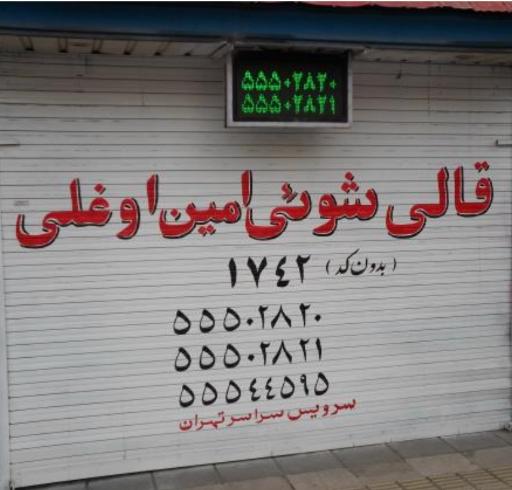 ۵۵۵۰۲۸۲۰
۵۵۵۰۲۸۲۱
قالی شوئی امین اوغلی
(بدون کد) ۱۷۴۲
۵۵۵۰۲۸۲۰
۵۵۵۰۲۸۲۱
۵۵۵۴۴۵۹۵
سرویس سراسر تهران